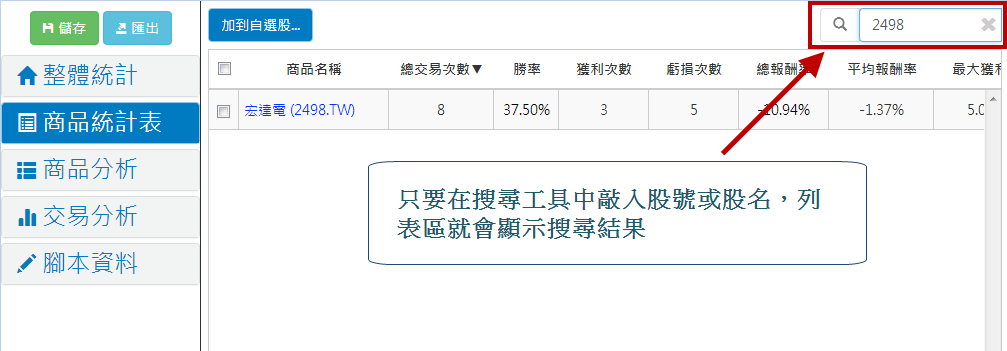 儲存 匯出
整體統計
商品統計表
商品分析
交易分析
腳本資料
加到自選股... 2498
商品名稱 總交易次數▼ 勝率 獲利次數 虧損次數 總報酬率 平均報酬率 最大獲利
宏達電 (2498.TW) 8 37.50% 3 5 -10.94% -1.37% 5.0
只要在搜尋工具中敲入股號或股名，列
表區就會顯示搜尋結果